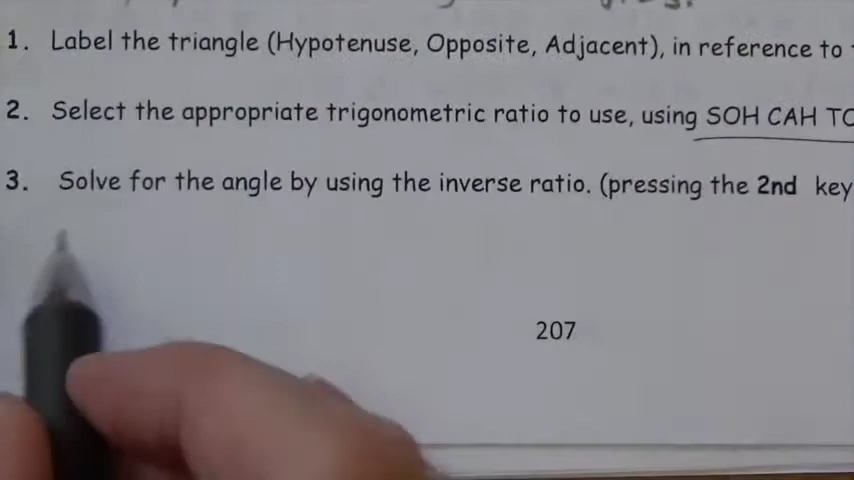 1. Label the triangle (Hypotenuse, Opposite, Adjacent), in reference to
2. Select the appropriate trigonometric ratio to use, using SOH CAH TO
3. Solve for the angle by using the inverse ratio. (pressing the 2nd key
207